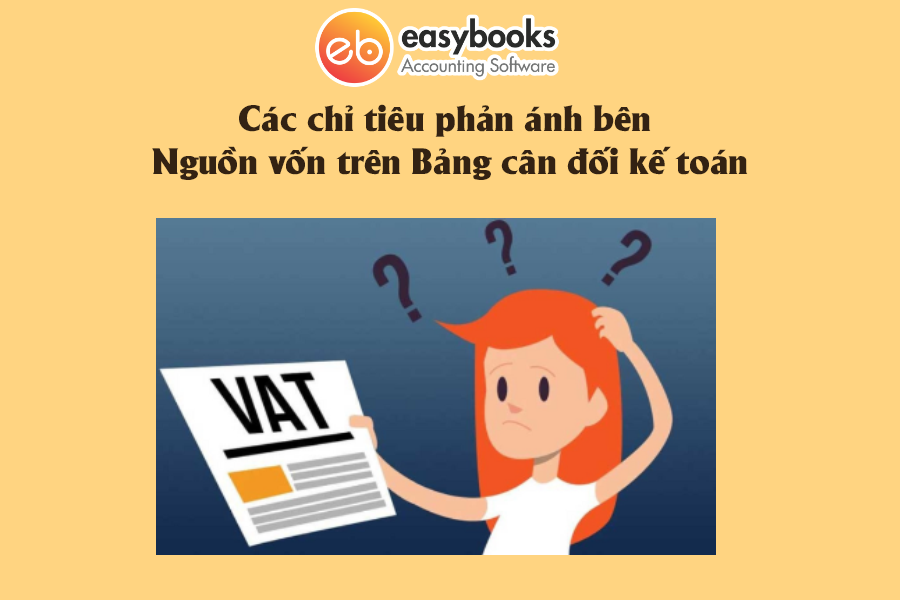 eb easybooks
Accounting Software
Các chỉ tiêu phản ánh bên
Nguồn vốn trên Bảng cân đối kế toán
? ? ?
VAT